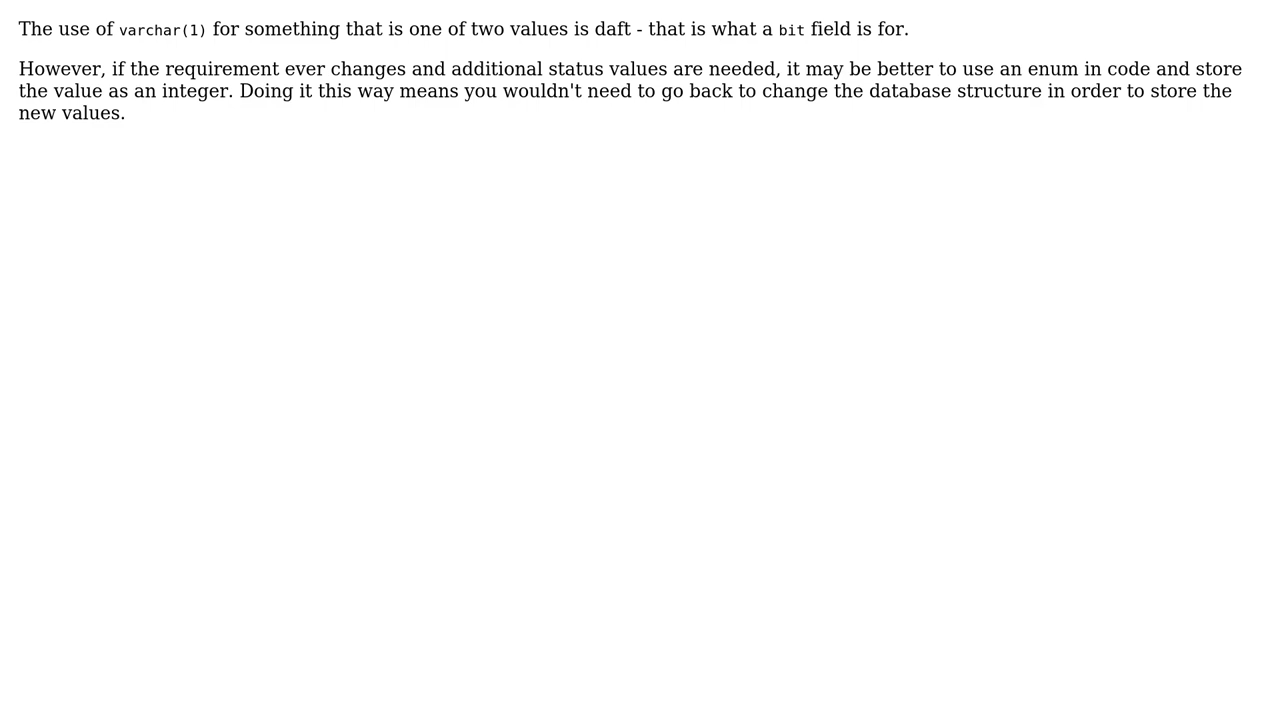 The use of varchar(1) for something that is one of two values is daft - that is what a bit field is for.
However, if the requirement ever changes and additional status values are needed, it may be better to use an enum in code and store
the value as an integer. Doing it this way means you wouldn't need to go back to change the database structure in order to store the
new values.